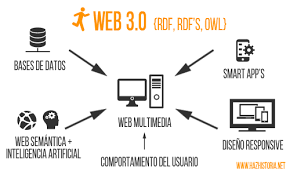 WEB 3.0 (RDF, RDF'S, OWL)
BASES DE DATOS
SMART APP'S
WEB MULTIMEDIA
WEB SEMÁNTICA +
INTELIGENCIA ARTIFICIAL
DISEÑO RESPONSIVE
COMPORTAMIENTO DEL USUARIO
WWW.HAZHISTORIA.NET